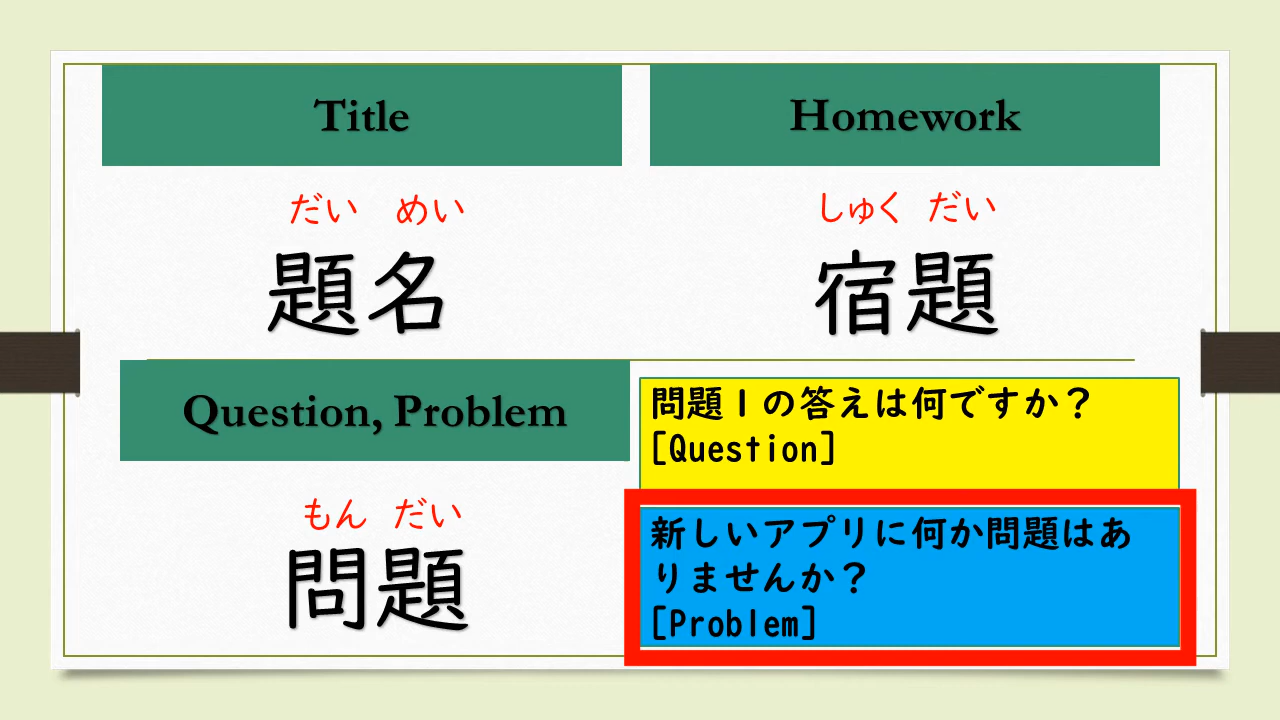 Title
だい めい
題名
Homework
しゅく だい
宿題
Question, Problem
もん だい
問題
問題1の答えは何ですか？
[Question]
新しいアプリに何か問題はあ
りませんか？
[Problem]